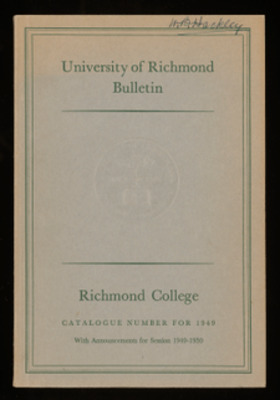 University of Richmond
Bulletin
Richmond College
CATALOGUE NUMBER FOR 1949
With Announcements for Session 1949-1950